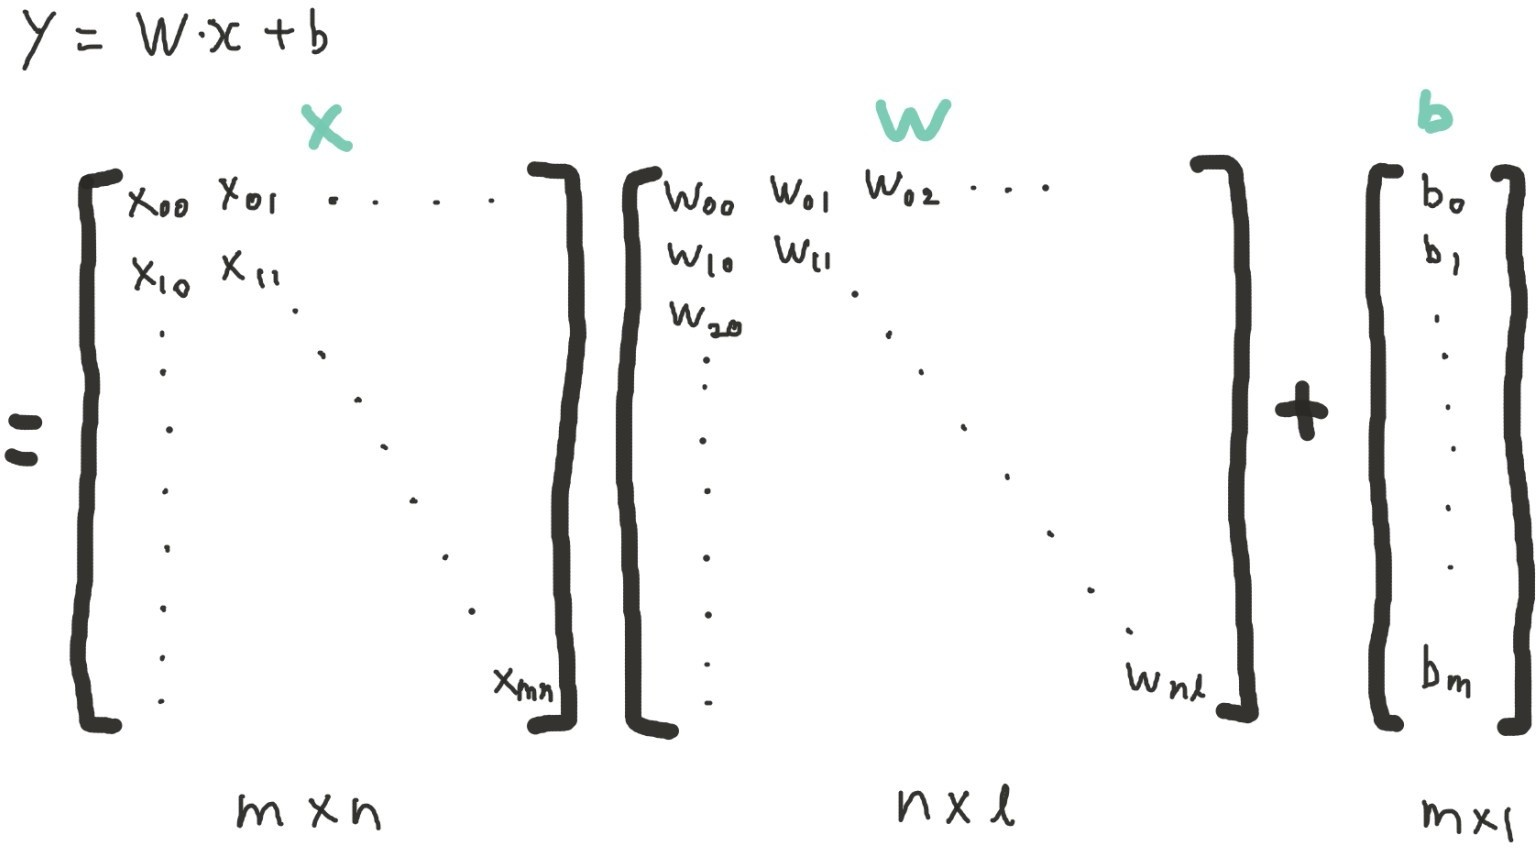 y = W·x + b
X W b
= [ x00 x01 · · · · ] [ w00 w01 w02 · · · ] + [ b0 ]
x10 x11 w10 w11 b1
w20
xmn wnl bm
m x n n x l m x 1